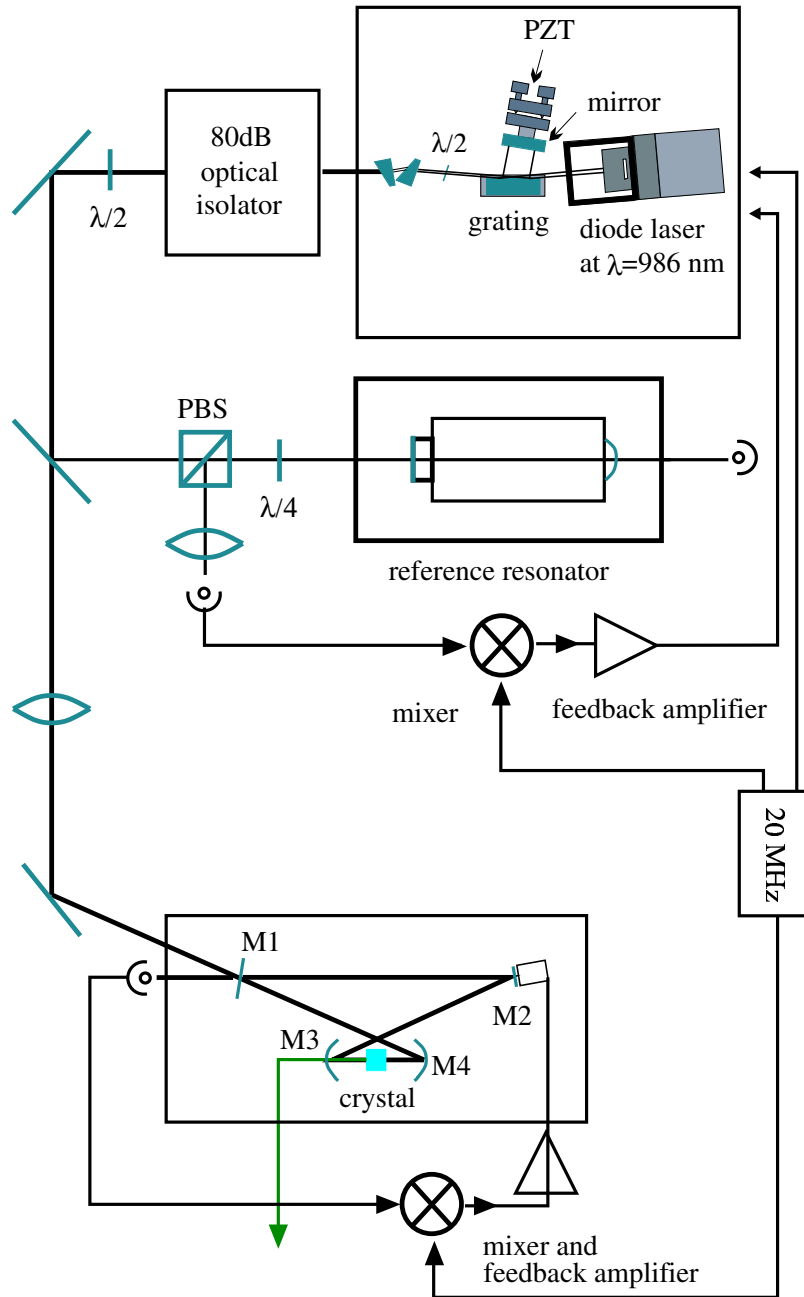 PZT
mirror
80dB
optical
isolator
λ/2
λ/2
grating
diode laser
at λ=986 nm
PBS
λ/4
reference resonator
mixer
feedback amplifier
20 MHz
M1
M2
M3
M4
crystal
mixer and
feedback amplifier